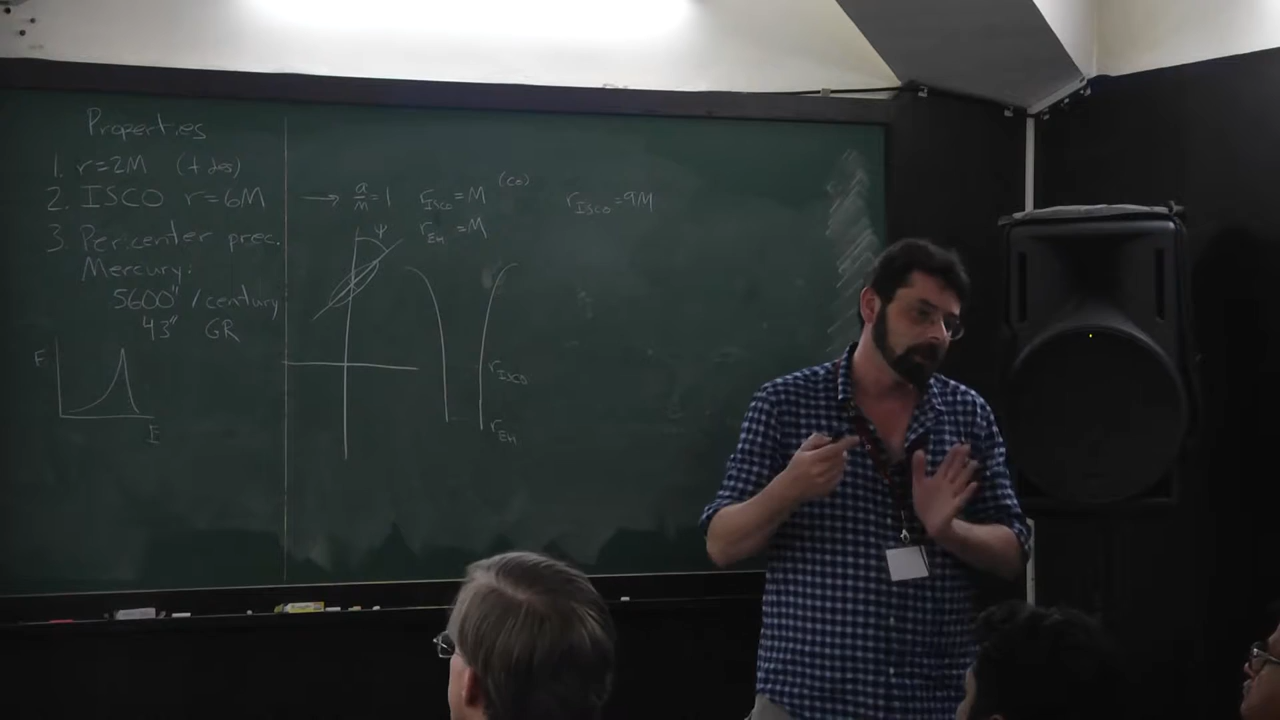 Properties
1. r=2M (+ des)
2. ISCO r=6M
3. Pericenter prec.
Mercury:
5600" /century
43" GR
F
E
→ a/m = 1 r_ISCO = M (co) r_ISCO = 9M
r_EH = M
ψ
r_ISCO
r_EH